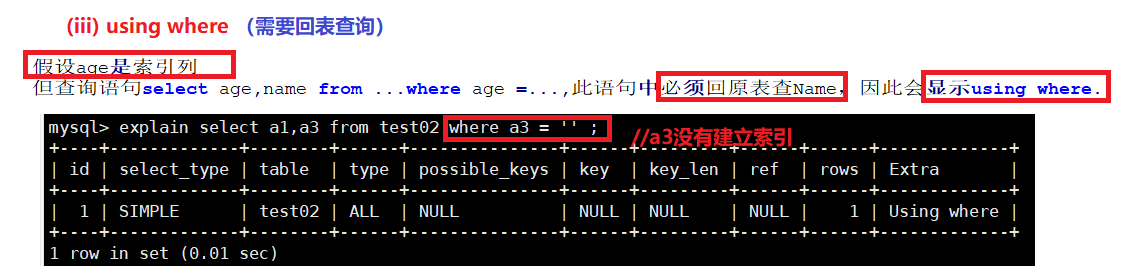 (iii) using where （需要回表查询）
假设age是索引列
但查询语句select age,name from ...where age =...,此语句中必须回原表查Name，因此会显示using where.
mysql> explain select a1,a3 from test02 where a3 = '' ; //a3没有建立索引
+----+-------------+--------+------+---------------+------+---------+------+------+-------------+
| id | select_type | table | type | possible_keys | key | key_len | ref | rows | Extra |
+----+-------------+--------+------+---------------+------+---------+------+------+-------------+
| 1 | SIMPLE | test02 | ALL | NULL | NULL | NULL | NULL | 1 | Using where |
+----+-------------+--------+------+---------------+------+---------+------+------+-------------+
1 row in set (0.01 sec)